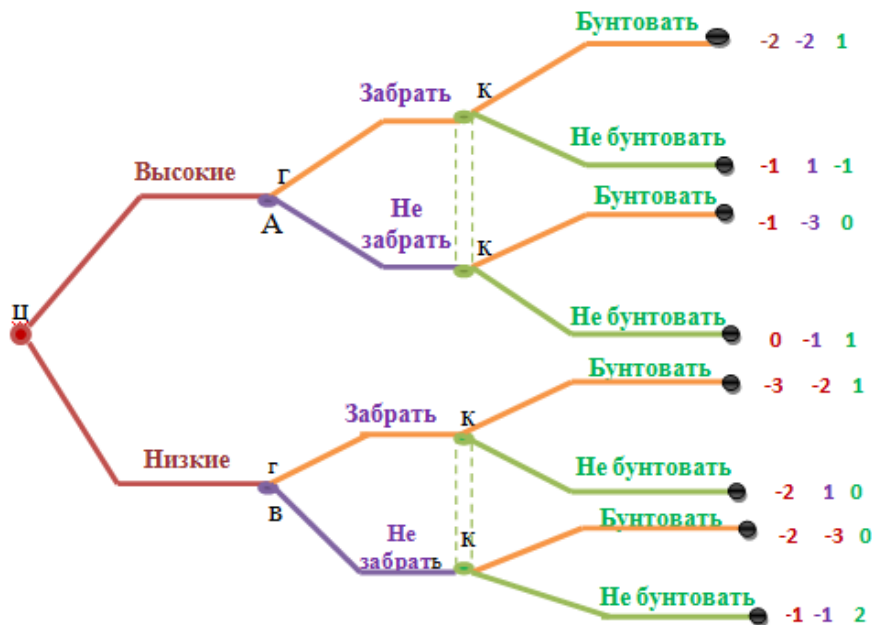 Бунтовать
-2 -2 1
Забрать
К
Не бунтовать
-1 1 -1
Высокие
Г
А
Не
забрать
К
Бунтовать
-1 -3 0
Ц
Не бунтовать
0 -1 1
Бунтовать
-3 -2 1
Забрать
К
Низкие
г
В
Не бунтовать
-2 1 0
Не
забрать
К
Бунтовать
-2 -3 0
Не бунтовать
-1 -1 2